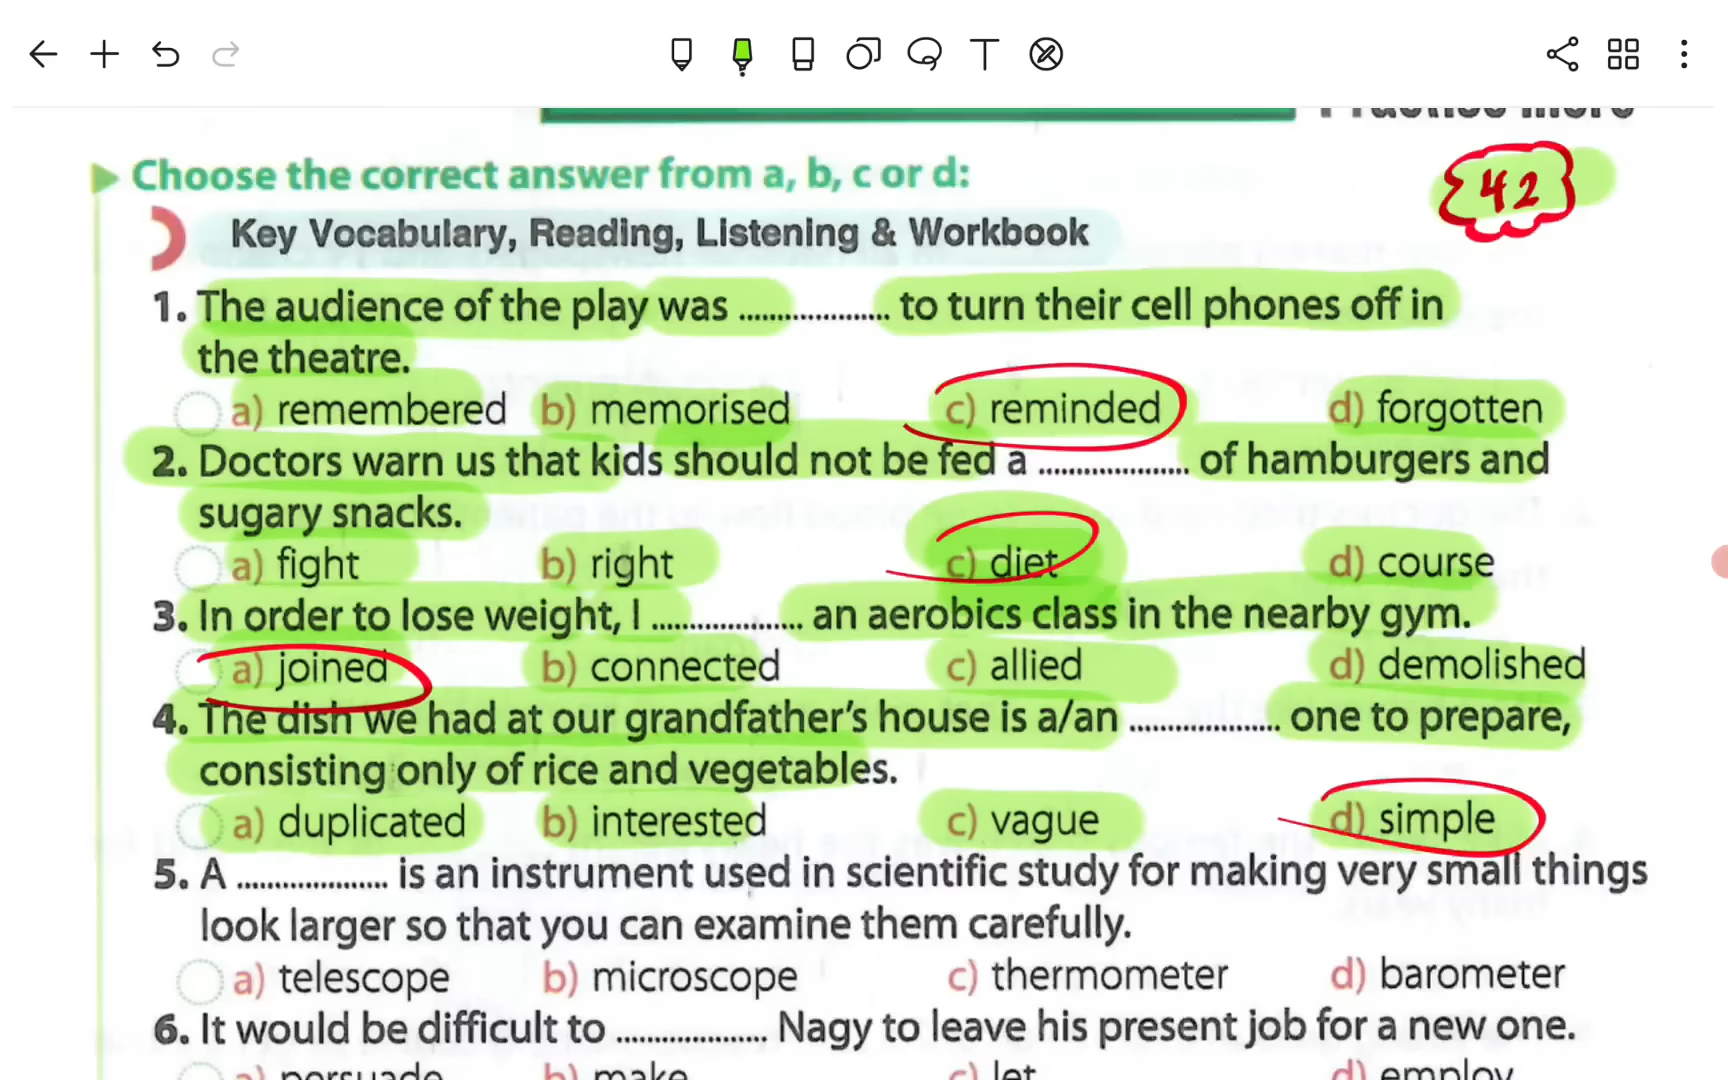 Practice more
Choose the correct answer from a, b, c or d:
42
Key Vocabulary, Reading, Listening & Workbook
1. The audience of the play was .................... to turn their cell phones off in
the theatre.
a) remembered b) memorised c) reminded d) forgotten
2. Doctors warn us that kids should not be fed a .................... of hamburgers and
sugary snacks.
a) fight b) right c) diet d) course
3. In order to lose weight, I .................... an aerobics class in the nearby gym.
a) joined b) connected c) allied d) demolished
4. The dish we had at our grandfather's house is a/an .................... one to prepare,
consisting only of rice and vegetables.
a) duplicated b) interested c) vague d) simple
5. A .................... is an instrument used in scientific study for making very small things
look larger so that you can examine them carefully.
a) telescope b) microscope c) thermometer d) barometer
6. It would be difficult to .................... Nagy to leave his present job for a new one.
a) persuade b) make c) let d) employ